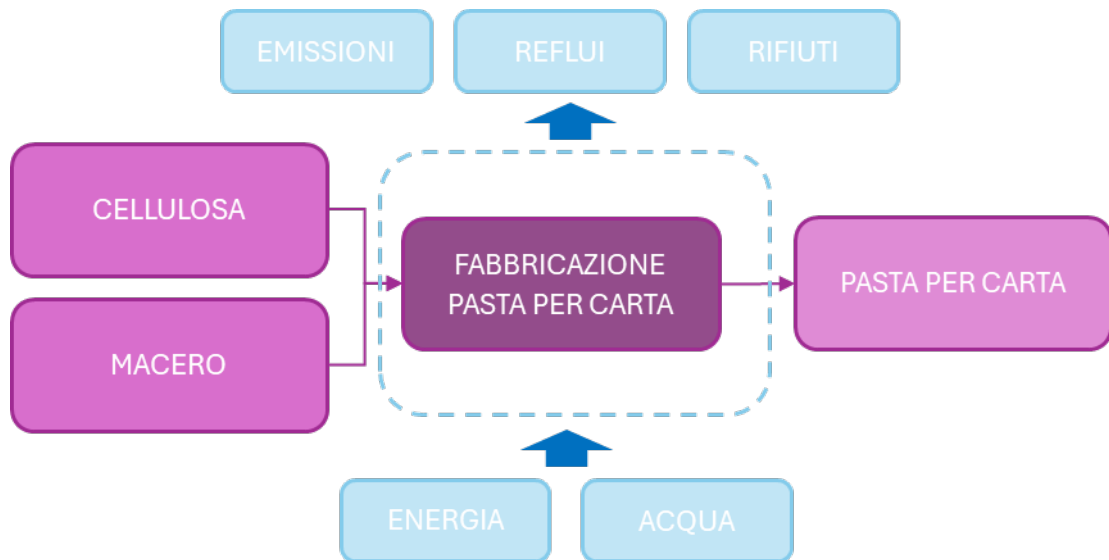 EMISSIONI
REFLUI
RIFIUTI
CELLULOSA
MACERO
FABBRICAZIONE
PASTA PER CARTA
PASTA PER CARTA
ENERGIA
ACQUA